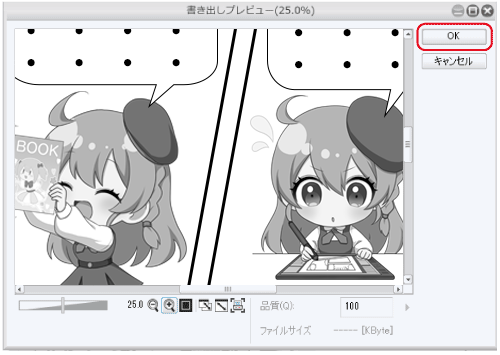 書き出しプレビュー(25.0%)
OK
キャンセル
BOOK
25.0
品質(Q):
100
ファイルサイズ
----- [KByte]